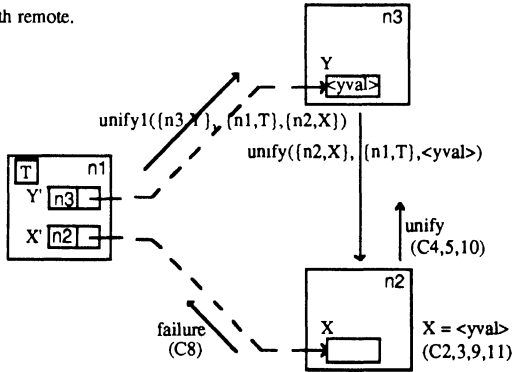 th remote.
n3
Y
<yval>
unify1({n3,Y}, {n1,T},{n2,X})
unify({n2,X}, {n1,T},<yval>)
T
n1
Y' n3
X' n2
unify
(C4,5,10)
n2
failure
(C8)
X
X = <yval>
(C2,3,9,11)